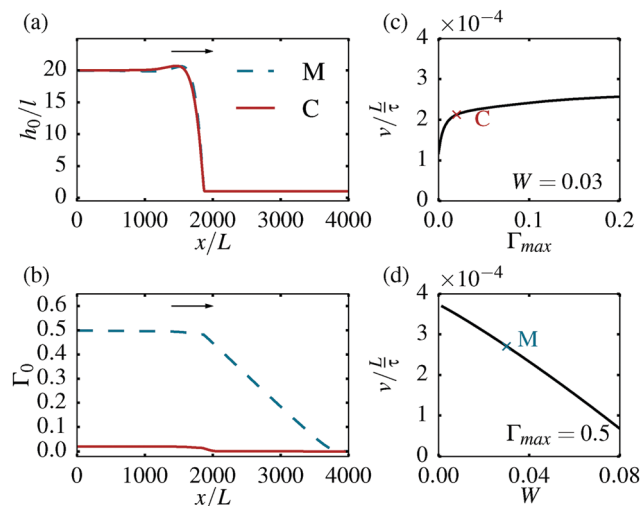 (a)
20
15
10
5
0
h0/l
M
C
0 1000 2000 3000 4000
x/L
(b)
0.6
0.5
0.4
0.3
0.2
0.1
0.0
Γ0
0 1000 2000 3000 4000
x/L
(c)
×10−4
4
3
2
1
0
v/L/τ
C
W = 0.03
0.0 0.1 0.2
Γmax
(d)
×10−4
4
3
2
1
0
v/L/τ
M
Γmax = 0.5
0.00 0.04 0.08
W